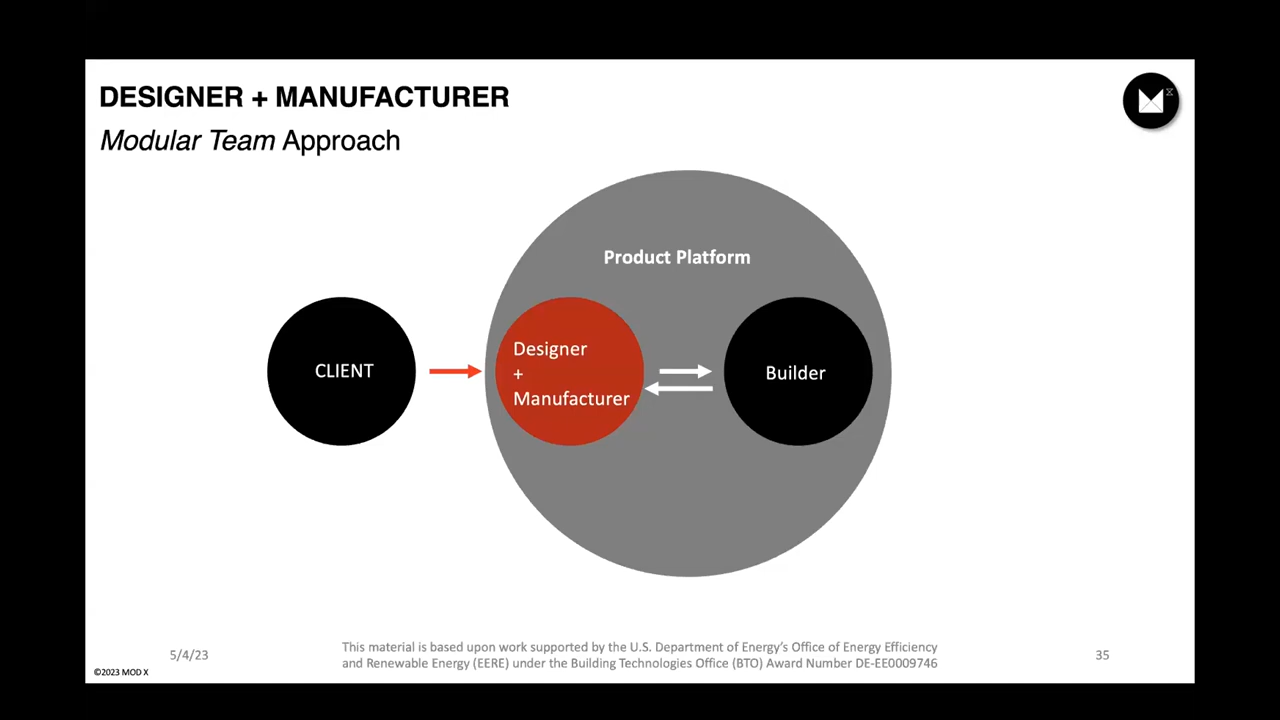 DESIGNER + MANUFACTURER
Modular Team Approach
Product Platform
CLIENT
Designer
+
Manufacturer
Builder
5/4/23
This material is based upon work supported by the U.S. Department of Energy's Office of Energy Efficiency
and Renewable Energy (EERE) under the Building Technologies Office (BTO) Award Number DE-EE0009746
35
©2023 MOD X